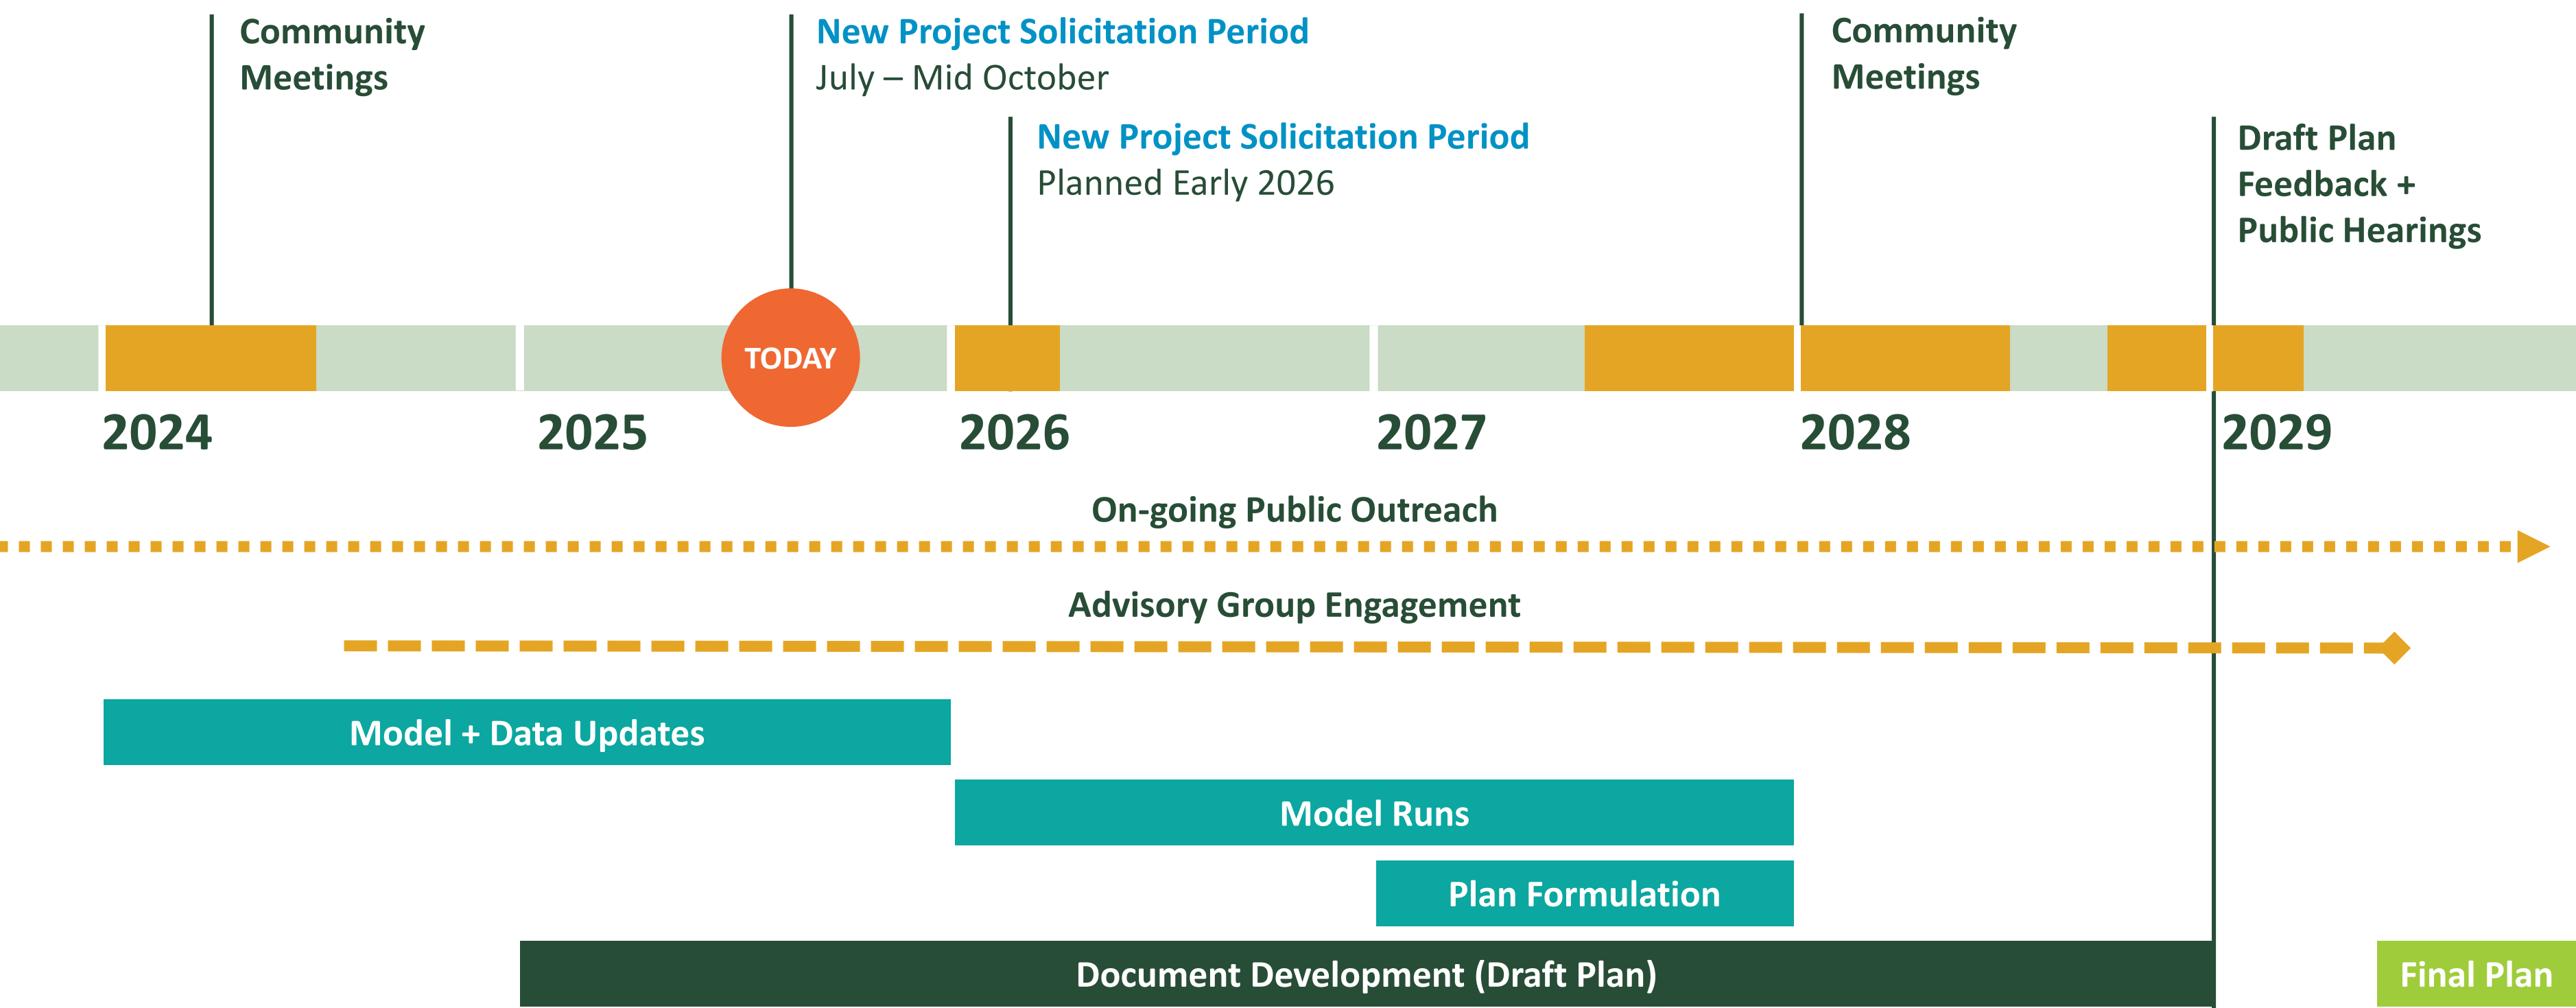 Community
Meetings
New Project Solicitation Period
July – Mid October
New Project Solicitation Period
Planned Early 2026
Community
Meetings
Draft Plan
Feedback +
Public Hearings
TODAY
2024
2025
2026
2027
2028
2029
On-going Public Outreach
Advisory Group Engagement
Model + Data Updates
Model Runs
Plan Formulation
Document Development (Draft Plan)
Final Plan